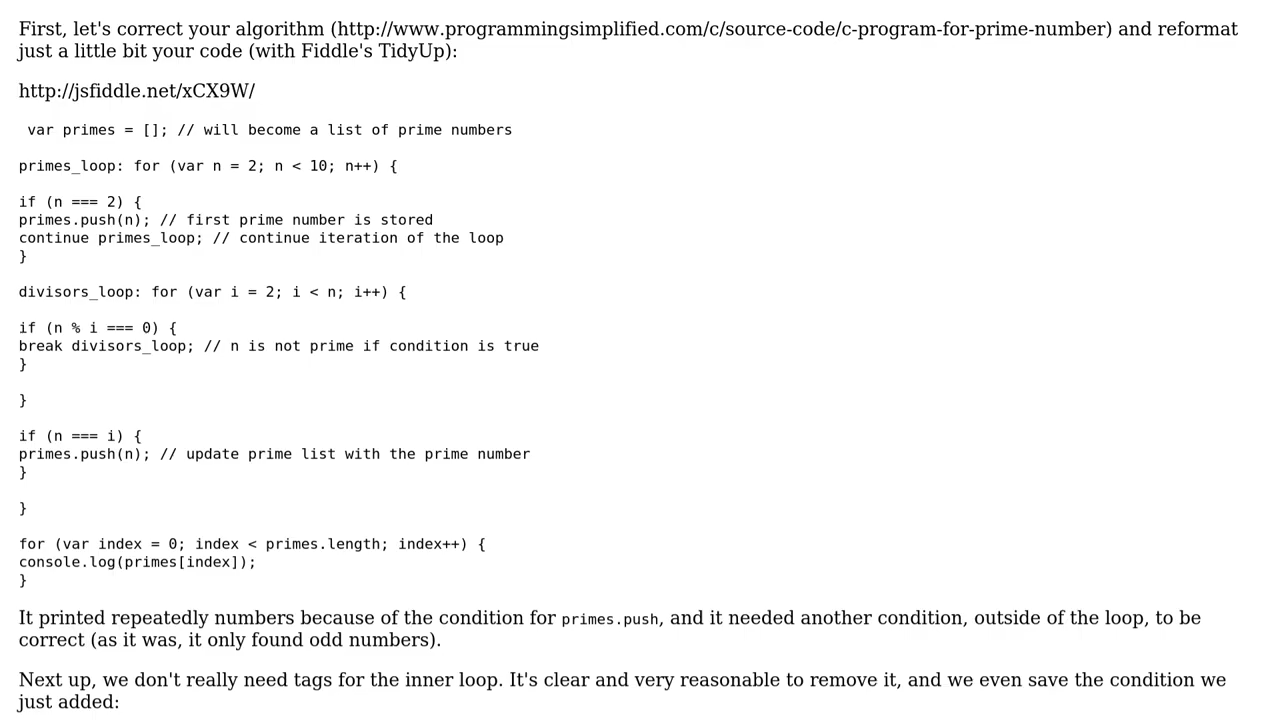 First, let's correct your algorithm (http://www.programmingsimplified.com/c/source-code/c-program-for-prime-number) and reformat
just a little bit your code (with Fiddle's TidyUp):
http://jsfiddle.net/xCX9W/
var primes = []; // will become a list of prime numbers
primes_loop: for (var n = 2; n < 10; n++) {
if (n === 2) {
primes.push(n); // first prime number is stored
continue primes_loop; // continue iteration of the loop
}
divisors_loop: for (var i = 2; i < n; i++) {
if (n % i === 0) {
break divisors_loop; // n is not prime if condition is true
}
}
if (n === i) {
primes.push(n); // update prime list with the prime number
}
}
for (var index = 0; index < primes.length; index++) {
console.log(primes[index]);
}
It printed repeatedly numbers because of the condition for primes.push, and it needed another condition, outside of the loop, to be
correct (as it was, it only found odd numbers).
Next up, we don't really need tags for the inner loop. It's clear and very reasonable to remove it, and we even save the condition we
just added: